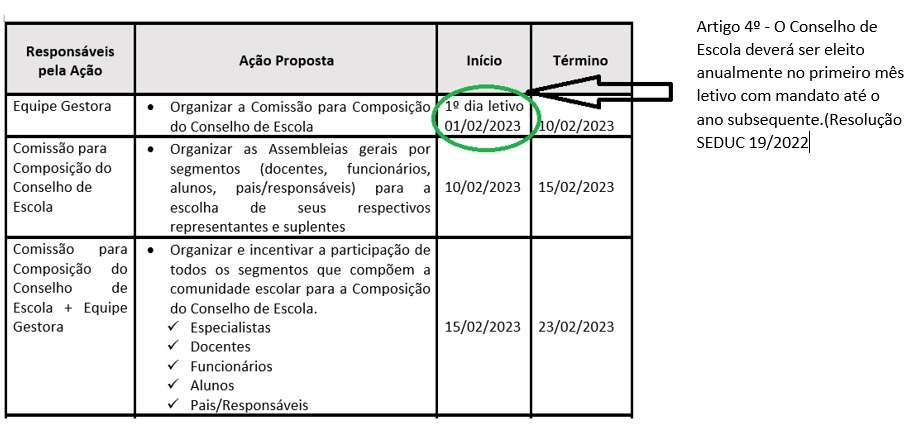 Responsáveis
pela Ação
Ação Proposta
Início
Término
Equipe Gestora
• Organizar a Comissão para Composição
do Conselho de Escola
1º dia letivo
01/02/2023
10/02/2023
Comissão para
Composição do
Conselho de
Escola
• Organizar as Assembleias gerais por
segmentos (docentes, funcionários,
alunos, pais/responsáveis) para a
escolha de seus respectivos
representantes e suplentes
10/02/2023
15/02/2023
Comissão para
Composição do
Conselho de
Escola + Equipe
Gestora
• Organizar e incentivar a participação de
todos os segmentos que compõem a
comunidade escolar para a Composição
do Conselho de Escola.
✓ Especialistas
✓ Docentes
✓ Funcionários
✓ Alunos
✓ Pais/Responsáveis
15/02/2023
23/02/2023
Artigo 4º - O Conselho de
Escola deverá ser eleito
anualmente no primeiro mês
letivo com mandato até o
ano subsequente.(Resolução
SEDUC 19/2022